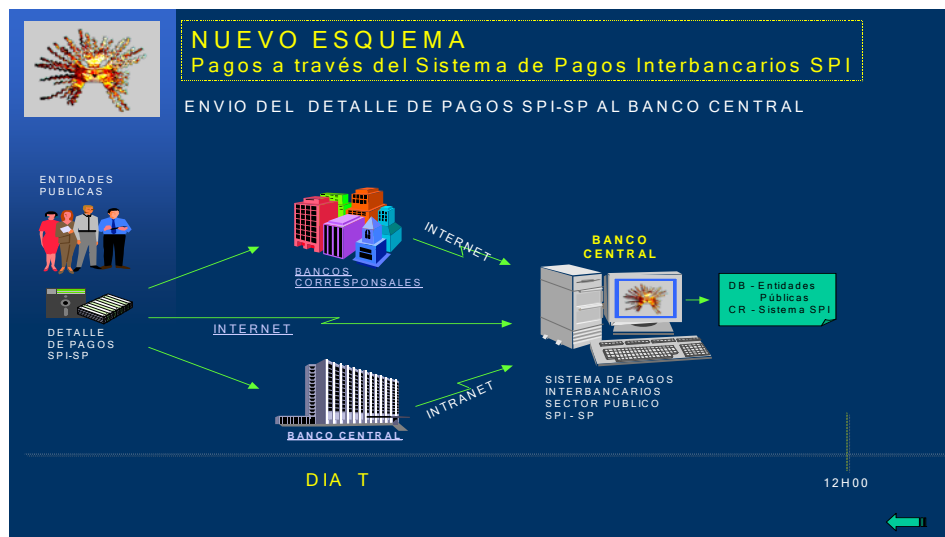 NUEVO ESQUEMA
Pagos a través del Sistema de Pagos Interbancarios SPI
ENVIO DEL DETALLE DE PAGOS SPI-SP AL BANCO CENTRAL
ENTIDADES
PUBLICAS
DETALLE
DE PAGOS
SPI-SP
BANCOS
CORRESPONSALES
INTERNET
INTERNET
BANCO CENTRAL
INTRANET
BANCO
CENTRAL
SISTEMA DE PAGOS
INTERBANCARIOS
SECTOR PUBLICO
SPI - SP
DB - Entidades
Públicas
CR - Sistema SPI
DIA T
12H00